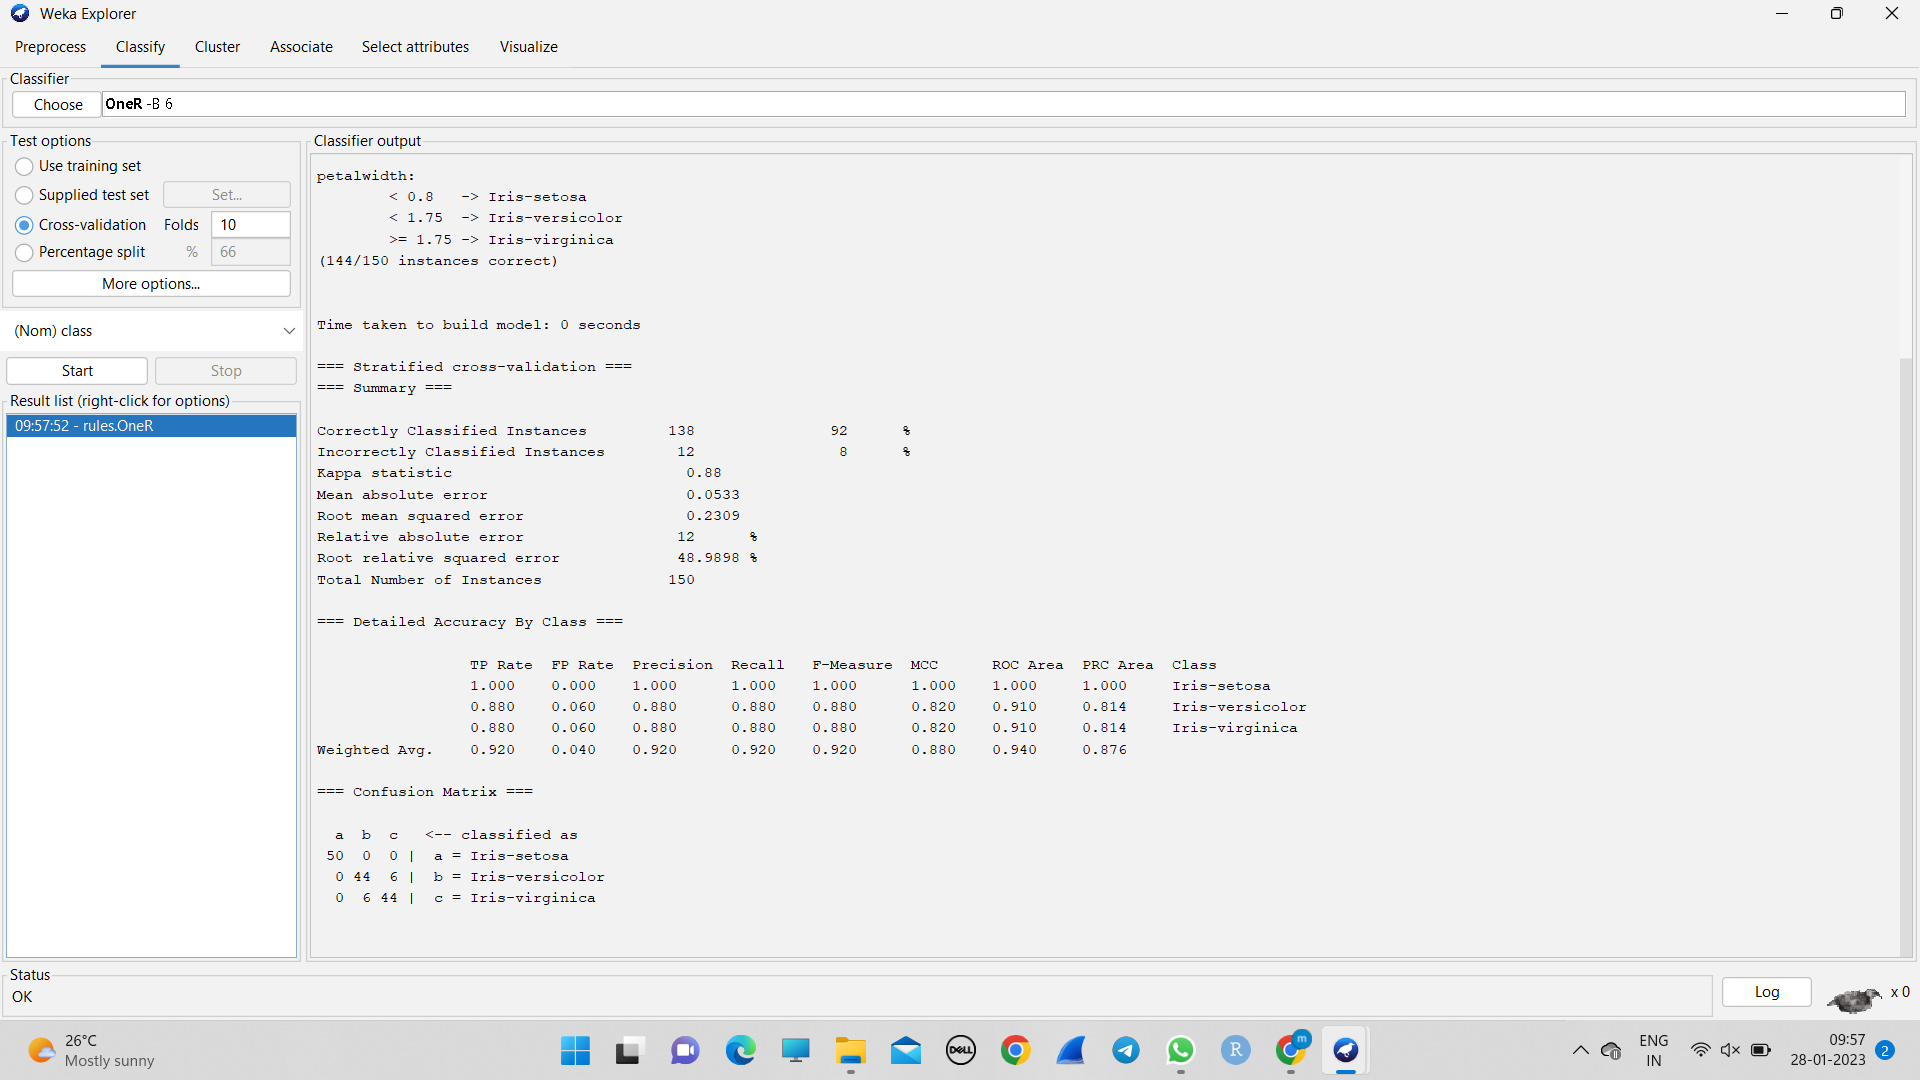 Weka Explorer
Preprocess Classify Cluster Associate Select attributes Visualize
Classifier
Choose OneR -B 6
Test options
Use training set
Supplied test set Set...
Cross-validation Folds 10
Percentage split % 66
More options...
(Nom) class
Start Stop
Result list (right-click for options)
09:57:52 - rules.OneR
Classifier output
petalwidth:
< 0.8 -> Iris-setosa
< 1.75 -> Iris-versicolor
>= 1.75 -> Iris-virginica
(144/150 instances correct)
Time taken to build model: 0 seconds
=== Stratified cross-validation ===
=== Summary ===
Correctly Classified Instances 138 92 %
Incorrectly Classified Instances 12 8 %
Kappa statistic 0.88
Mean absolute error 0.0533
Root mean squared error 0.2309
Relative absolute error 12 %
Root relative squared error 48.9898 %
Total Number of Instances 150
=== Detailed Accuracy By Class ===
TP Rate FP Rate Precision Recall F-Measure MCC ROC Area PRC Area Class
1.000 0.000 1.000 1.000 1.000 1.000 1.000 1.000 Iris-setosa
0.880 0.060 0.880 0.880 0.880 0.820 0.910 0.814 Iris-versicolor
0.880 0.060 0.880 0.880 0.880 0.820 0.910 0.814 Iris-virginica
Weighted Avg. 0.920 0.040 0.920 0.920 0.920 0.880 0.940 0.876
=== Confusion Matrix ===
a b c <-- classified as
50 0 0 | a = Iris-setosa
0 44 6 | b = Iris-versicolor
0 6 44 | c = Iris-virginica
Status
OK
Log x 0
26°C
Mostly sunny
DELL
R
m
ENG
IN
09:57
28-01-2023
2